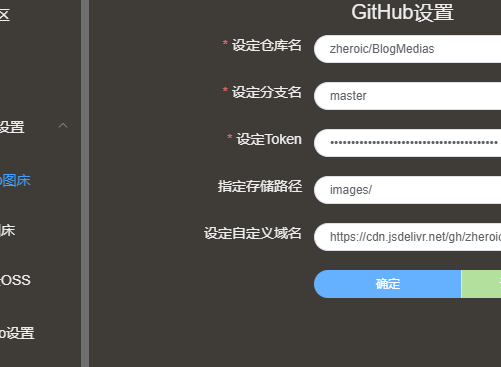 区
GitHub设置
* 设定仓库名 zheroic/BlogMedias
* 设定分支名 master
设置
* 设定Token ••••••••••••••••••••••••••••••••••••••••
图床
指定存储路径 images/
床
设定自定义域名 https://cdn.jsdelivr.net/gh/zheroic
OSS
确定
o设置